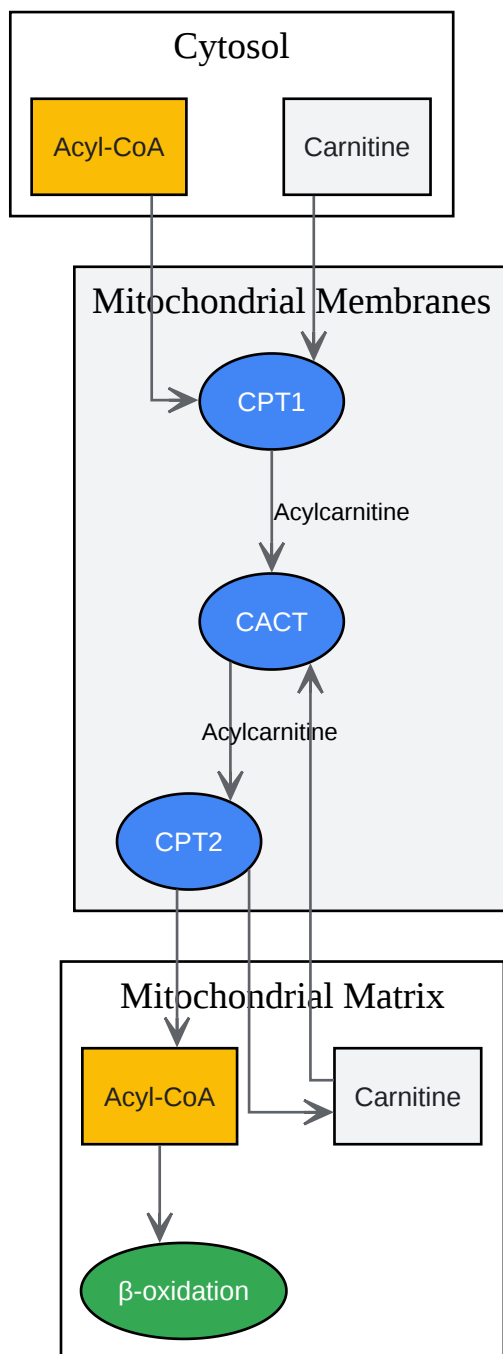 Cytosol
Acyl-CoA
Carnitine
Mitochondrial Membranes
CPT1
Acylcarnitine
CACT
Acylcarnitine
CPT2
Mitochondrial Matrix
Acyl-CoA
Carnitine
β-oxidation